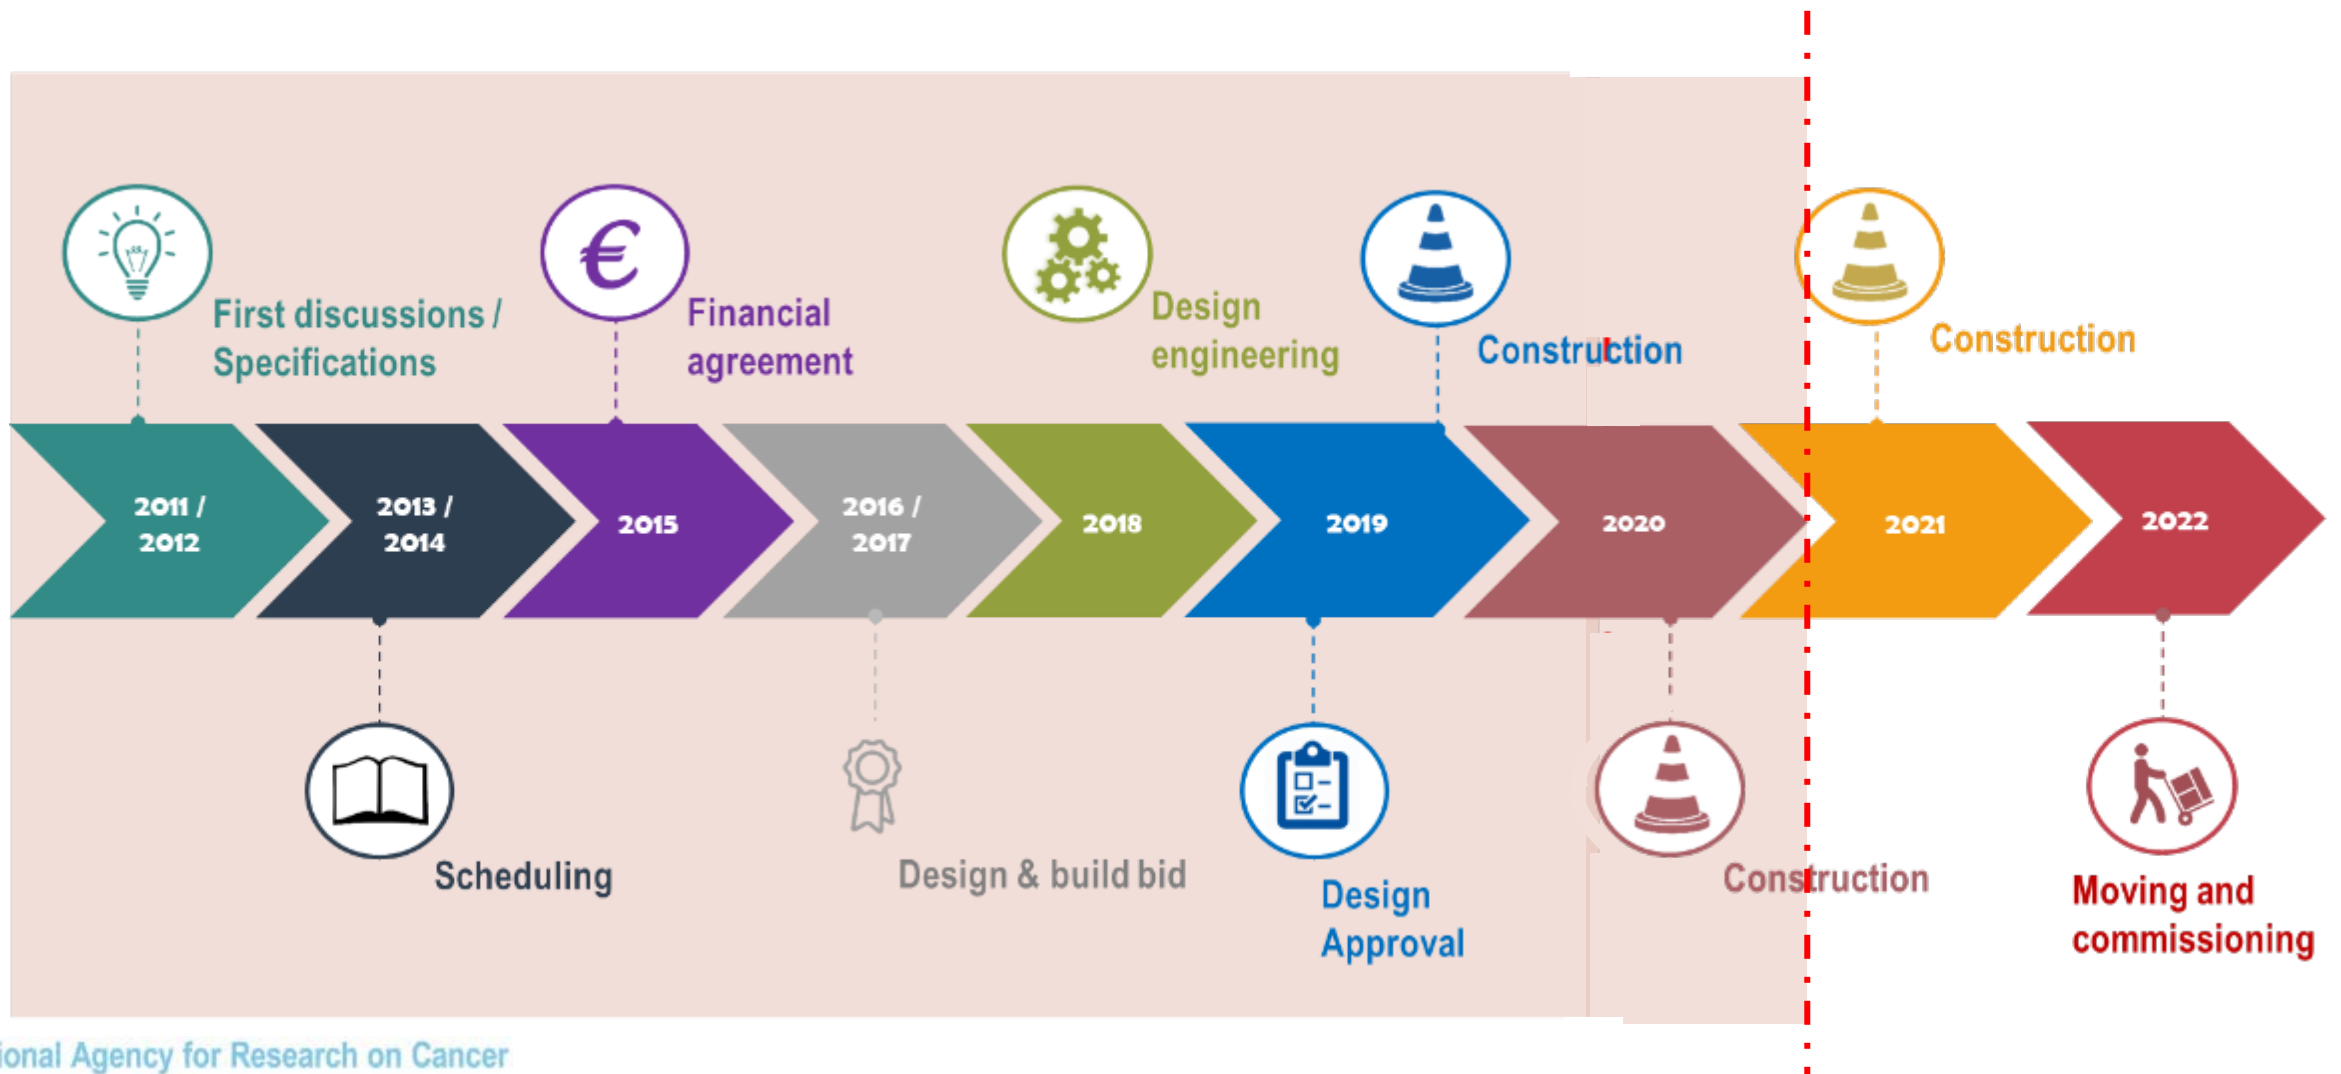 First discussions /
Specifications
Financial
agreement
Design
engineering
Construction
Construction
2011 /
2012
2013 /
2014
2015
2016 /
2017
2018
2019
2020
2021
2022
Scheduling
Design & build bid
Design
Approval
Construction
Moving and
commissioning
Agency for Research on Cancer